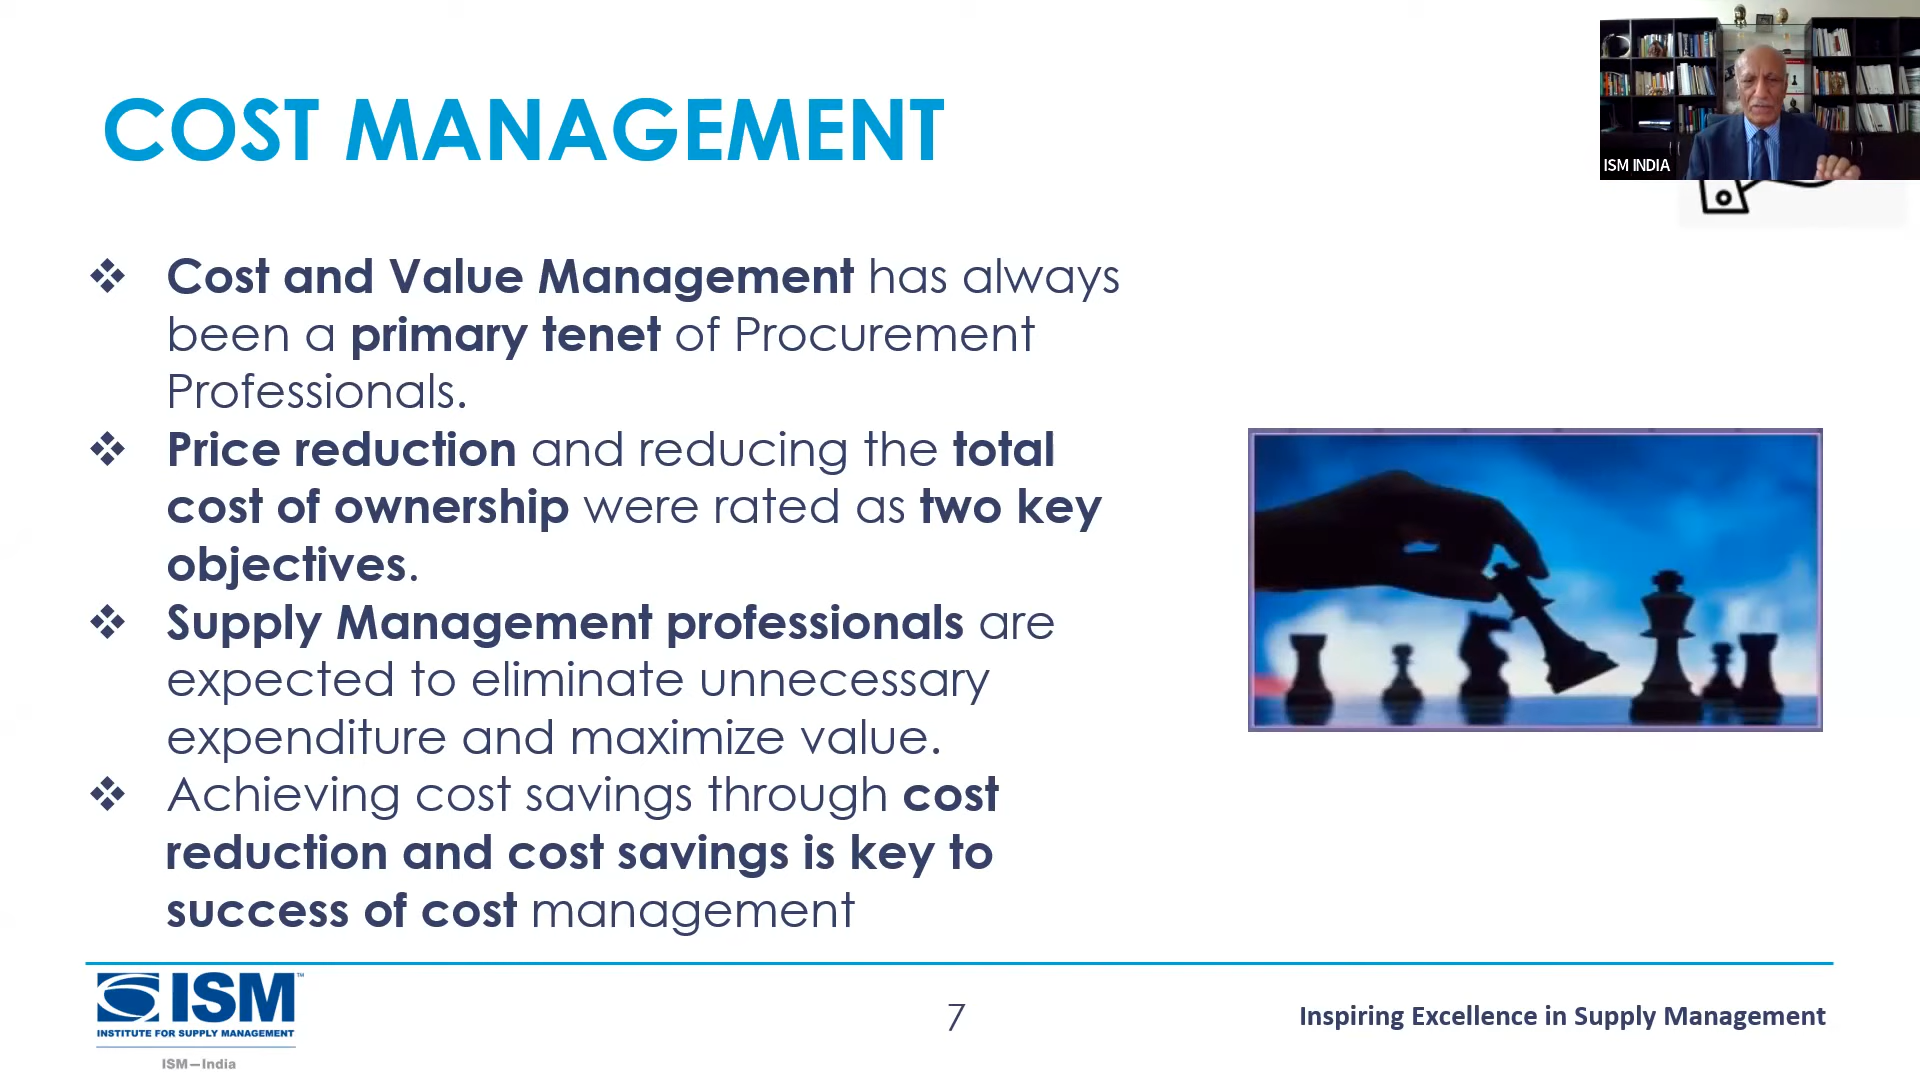 COST MANAGEMENT
ISM INDIA
❖ Cost and Value Management has always
been a primary tenet of Procurement
Professionals.
❖ Price reduction and reducing the total
cost of ownership were rated as two key
objectives.
❖ Supply Management professionals are
expected to eliminate unnecessary
expenditure and maximize value.
❖ Achieving cost savings through cost
reduction and cost savings is key to
success of cost management
ISM™
INSTITUTE FOR SUPPLY MANAGEMENT
ISM—India
7
Inspiring Excellence in Supply Management